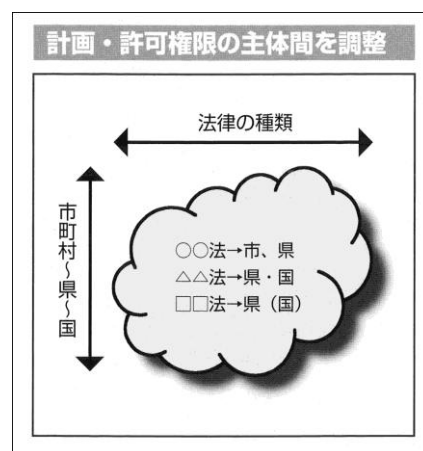 計画・許可権限の主体間を調整
法律の種類
市町村～県～国
○○法→市、県
△△法→県・国
□□法→県（国）